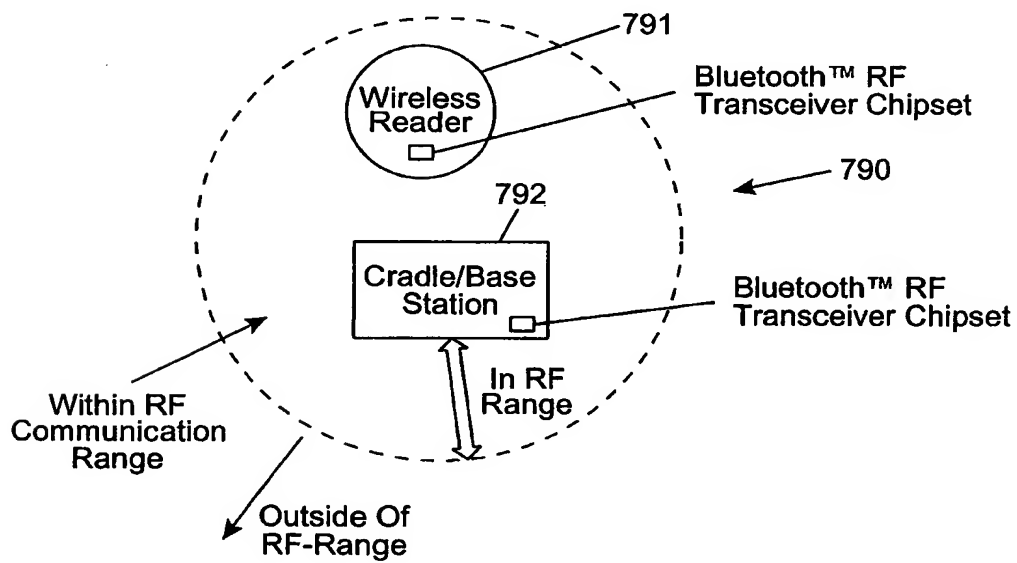 791
Wireless
Reader
Bluetooth™ RF
Transceiver Chipset
790
792
Cradle/Base
Station
Bluetooth™ RF
Transceiver Chipset
In RF
Range
Within RF
Communication
Range
Outside Of
RF-Range